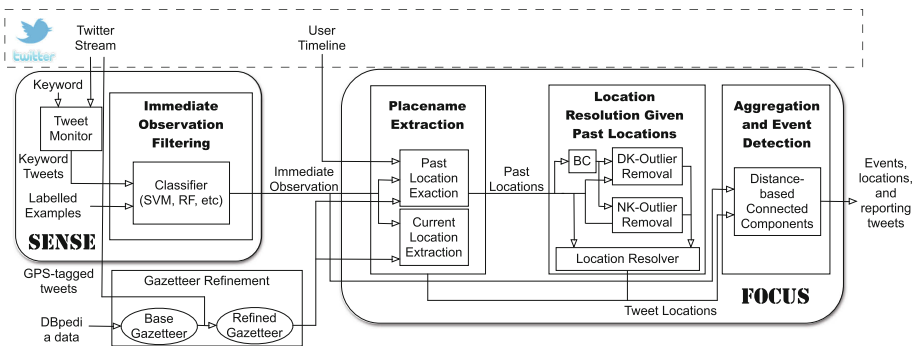 twitter
Twitter
Stream
User
Timeline
Keyword
Tweet
Monitor
Keyword
Tweets
Labelled
Examples
Immediate
Observation
Filtering
Classifier
(SVM, RF, etc)
SENSE
Immediate
Observation
Placename
Extraction
Past
Location
Exaction
Current
Location
Extraction
Past
Locations
Location
Resolution Given
Past Locations
BC
DK-Outlier
Removal
NK-Outlier
Removal
Location Resolver
Aggregation
and Event
Detection
Distance-
based
Connected
Components
Events,
locations,
and
reporting
tweets
FOCUS
Tweet Locations
GPS-tagged
tweets
Gazetteer Refinement
DBpedi
a data
Base
Gazetteer
Refined
Gazetteer